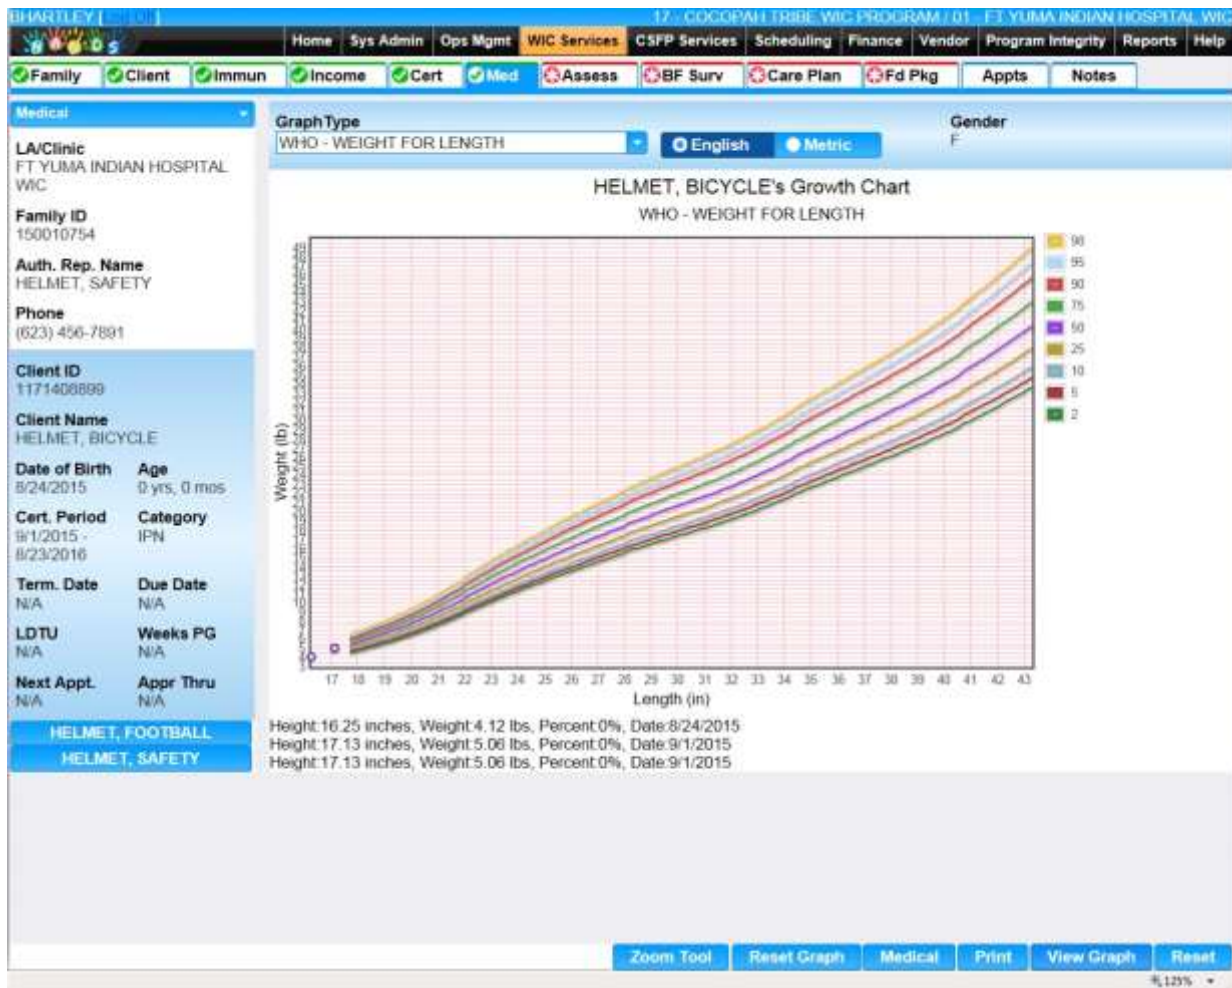 BHARTLEY [Log Off] 17 - COCOPAH TRIBE WIC PROGRAM / 01 - FT YUMA INDIAN HOSPITAL WIC
HANDS Home Sys Admin Ops Mgmt WIC Services CSFP Services Scheduling Finance Vendor Program Integrity Reports Help
Family Client Immun Income Cert Med Assess BF Surv Care Plan Fd Pkg Appts Notes
Medical
LA/Clinic
FT YUMA INDIAN HOSPITAL
WIC
Family ID
150010754
Auth. Rep. Name
HELMET, SAFETY
Phone
(623) 456-7891
Client ID
1171408899
Client Name
HELMET, BICYCLE
Date of Birth Age
8/24/2015 0 yrs, 0 mos
Cert. Period Category
9/1/2015 - IPN
8/23/2016
Term. Date Due Date
N/A N/A
LDTU Weeks PG
N/A N/A
Next Appt. Appr Thru
N/A N/A
HELMET, FOOTBALL
HELMET, SAFETY
Graph Type Gender
WHO - WEIGHT FOR LENGTH English Metric F
HELMET, BICYCLE's Growth Chart
WHO - WEIGHT FOR LENGTH
98
95
90
75
50
25
10
5
2
Weight (lb)
17 18 19 20 21 22 23 24 25 26 27 28 29 30 31 32 33 34 35 36 37 38 39 40 41 42 43
Length (in)
Height:16.25 inches, Weight:4.12 lbs, Percent:0%, Date:8/24/2015
Height:17.13 inches, Weight:5.06 lbs, Percent:0%, Date:9/1/2015
Height:17.13 inches, Weight:5.06 lbs, Percent:0%, Date:9/1/2015
Zoom Tool Reset Graph Medical Print View Graph Reset
125%